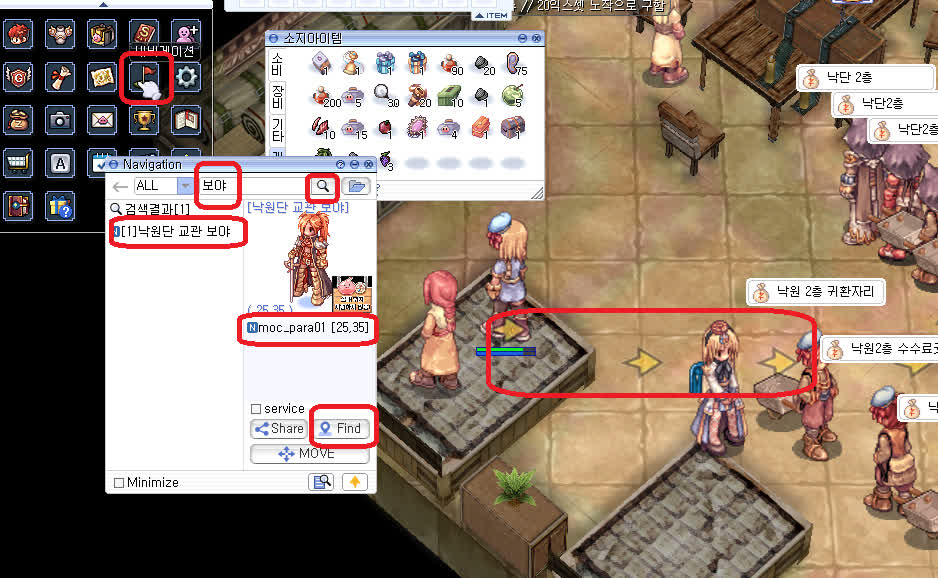 // 20익스셋 노작으로 구함
ITEM
네비게이션
소지아이템
소비
장비
기타
1
1
1
1
90
20
75
200
5
30
20
10
1
5
10
15
1
1
4
1
1
3
낙단 2층
낙단2층
낙단2층
Navigation
ALL
보야
검색결과[1]
[낙원단 교관 보야]
[1]낙원단 교관 보야
( 25,35 )
moc_para01 [25,35]
service
Share
Find
MOVE
Minimize
낙원 2층 귀환자리
낙원2층 수수료
낙